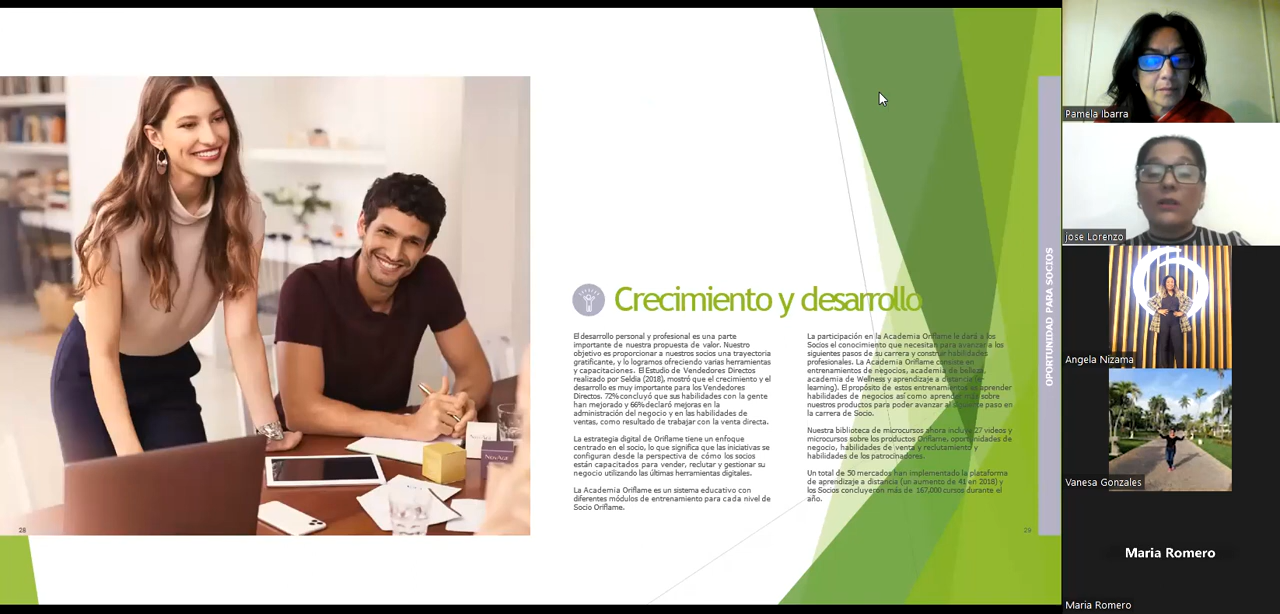 Crecimiento y desarrollo
El desarrollo personal y profesional es una parte
importante de nuestra propuesta de valor. Nuestro
objetivo es proporcionar a nuestros socios una trayectoria
gratificante, y lo logramos ofreciendo varias herramientas
y capacitaciones. El Estudio de Vendedores Directos
realizado por Seldia (2018), mostró que el crecimiento y el
desarrollo es muy importante para los Vendedores
Directos. 72% concluyó que sus habilidades con la gente
han mejorado y 66% declaró mejoras en la
administración del negocio y en las habilidades de
ventas, como resultado de trabajar con la venta directa.
La estrategia digital de Oriflame tiene un enfoque
centrado en el socio, lo que significa que las iniciativas se
configuran desde la perspectiva de cómo los socios
están capacitados para vender, reclutar y gestionar su
negocio utilizando las últimas herramientas digitales.
La Academia Oriflame es un sistema educativo con
diferentes módulos de entrenamiento para cada nivel de
Socio Oriflame.
La participación en la Academia Oriflame le dará a los
Socios el conocimiento que necesitan para avanzar a los
siguientes pasos de su carrera y construir habilidades
profesionales. La Academia Oriflame consiste en
entrenamientos de negocios, academia de belleza,
academia de Wellness y aprendizaje a distancia (e-
learning). El propósito de estos entrenamientos es aprender
habilidades de negocios así como aprender más sobre
nuestros productos para poder avanzar al siguiente paso en
la carrera de Socio.
Nuestra biblioteca de microcursos ahora incluye 27 videos y
microcursos sobre los productos Oriflame, oportunidades de
negocio, habilidades de venta y reclutamiento y
habilidades de los patrocinadores.
Un total de 50 mercados han implementado la plataforma
de aprendizaje a distancia (un aumento de 41 en 2018) y
los Socios concluyeron más de 167,000 cursos durante el
año.
28
29
OPORTUNIDAD PARA SOCIOS
Pamela Ibarra
jose Lorenzo
Angela Nizama
Vanesa Gonzales
Maria Romero
Maria Romero